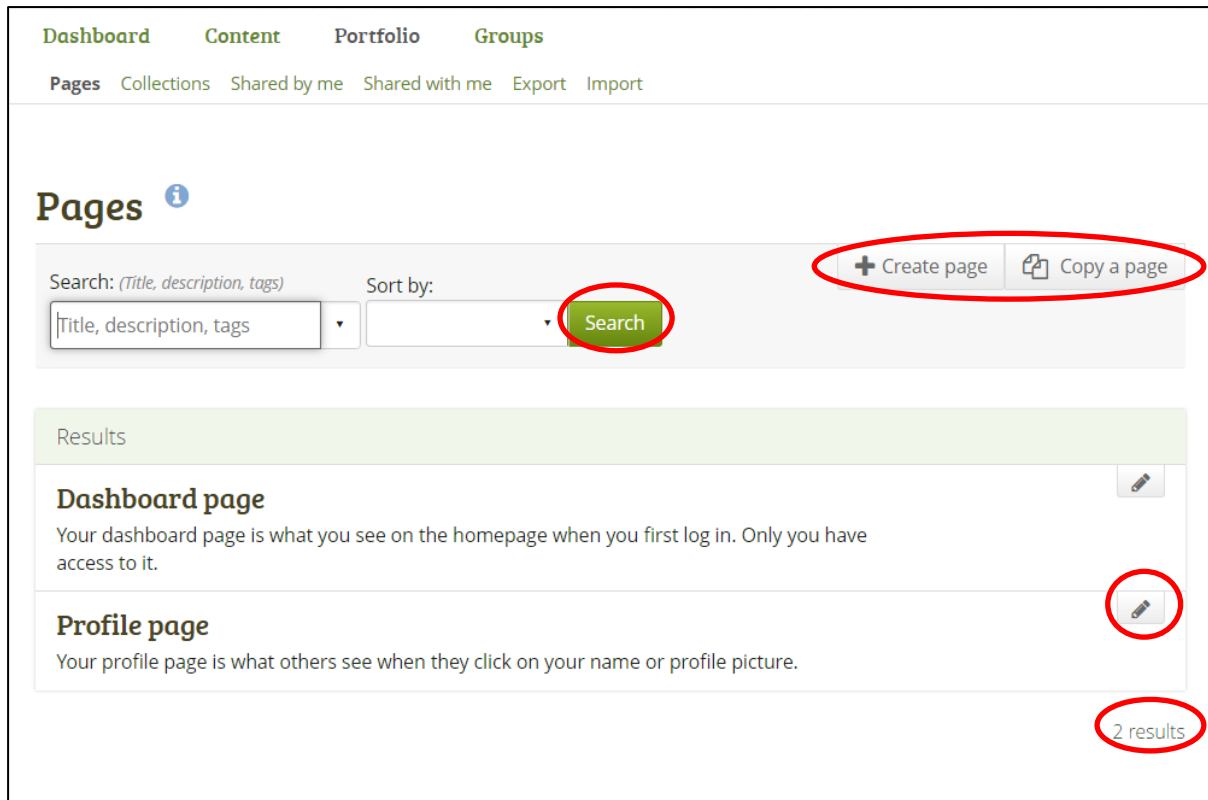 Dashboard Content Portfolio Groups
Pages Collections Shared by me Shared with me Export Import
Pages
Create page Copy a page
Search: (Title, description, tags) Sort by:
Title, description, tags Search
Results
Dashboard page
Your dashboard page is what you see on the homepage when you first log in. Only you have
access to it.
Profile page
Your profile page is what others see when they click on your name or profile picture.
2 results